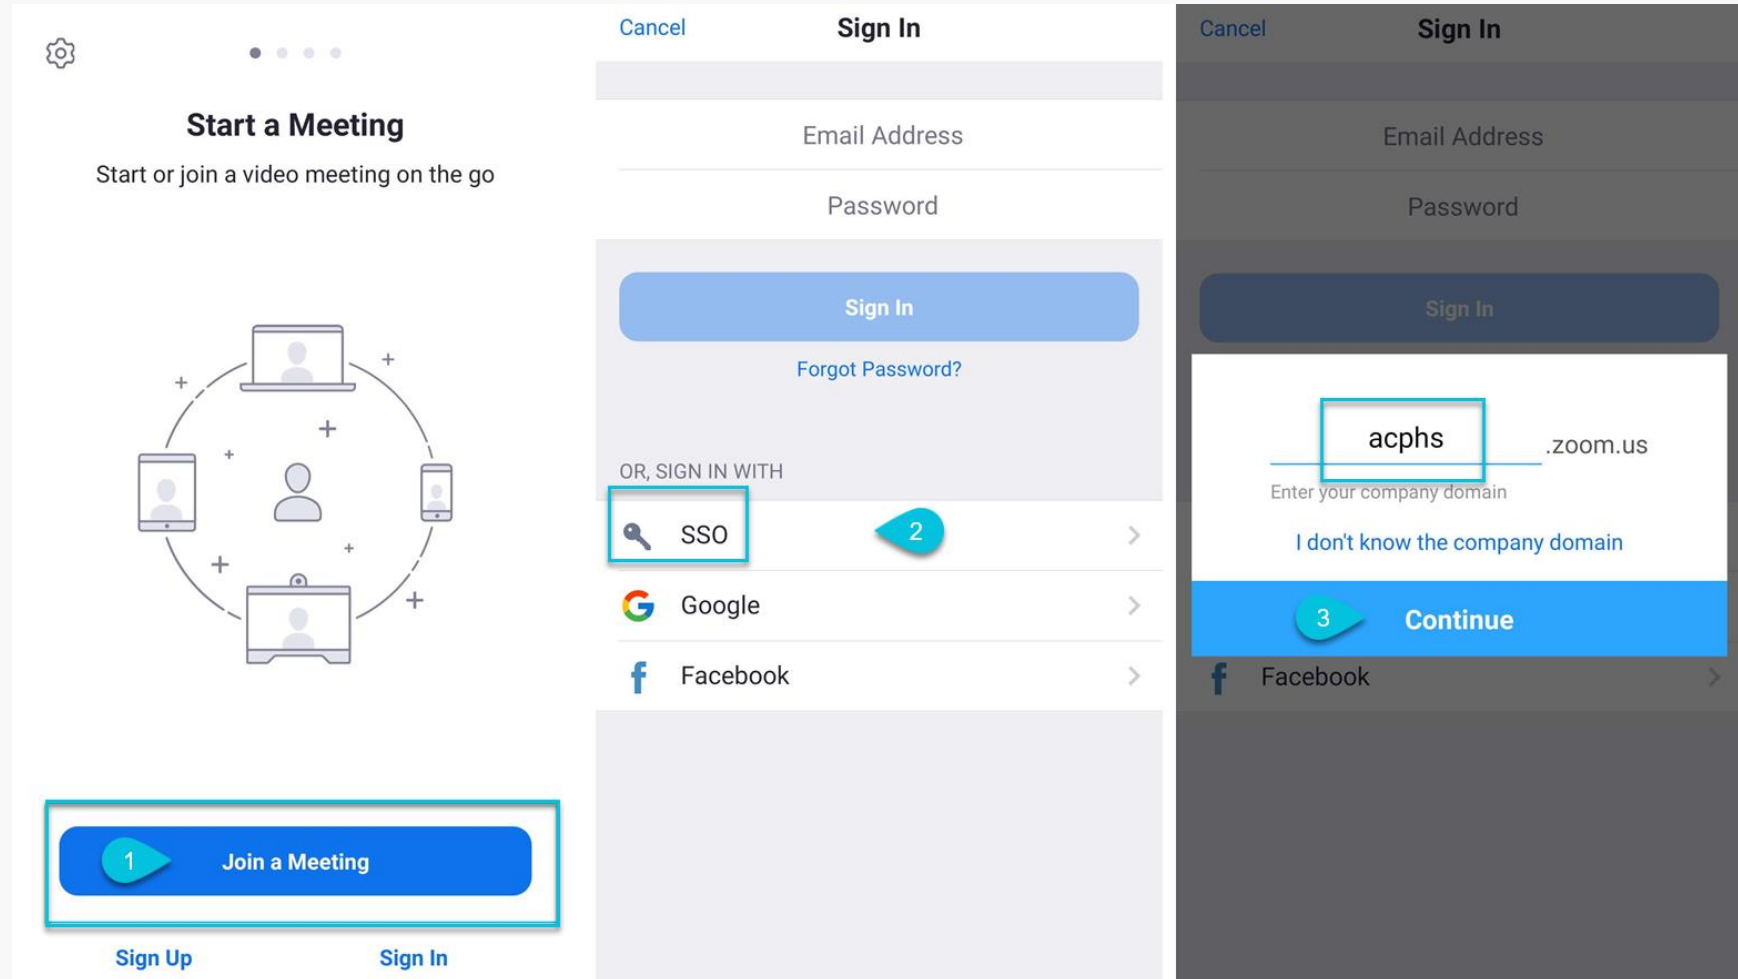 Start a Meeting
Start or join a video meeting on the go
1
Join a Meeting
Sign Up
Sign In
Cancel
Sign In
Email Address
Password
Sign In
Forgot Password?
OR, SIGN IN WITH
SSO
2
Google
Facebook
Cancel
Sign In
Email Address
Password
Sign In
acphs
.zoom.us
Enter your company domain
I don't know the company domain
3
Continue
Facebook